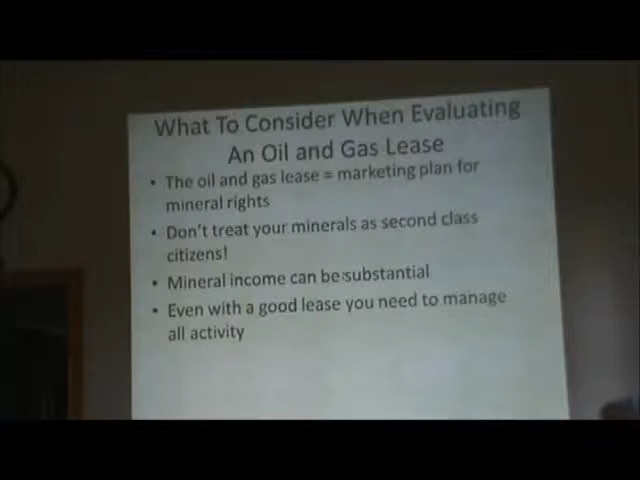 What To Consider When Evaluating
An Oil and Gas Lease
• The oil and gas lease = marketing plan for
mineral rights
• Don't treat your minerals as second class
citizens!
• Mineral income can be substantial
• Even with a good lease you need to manage
all activity